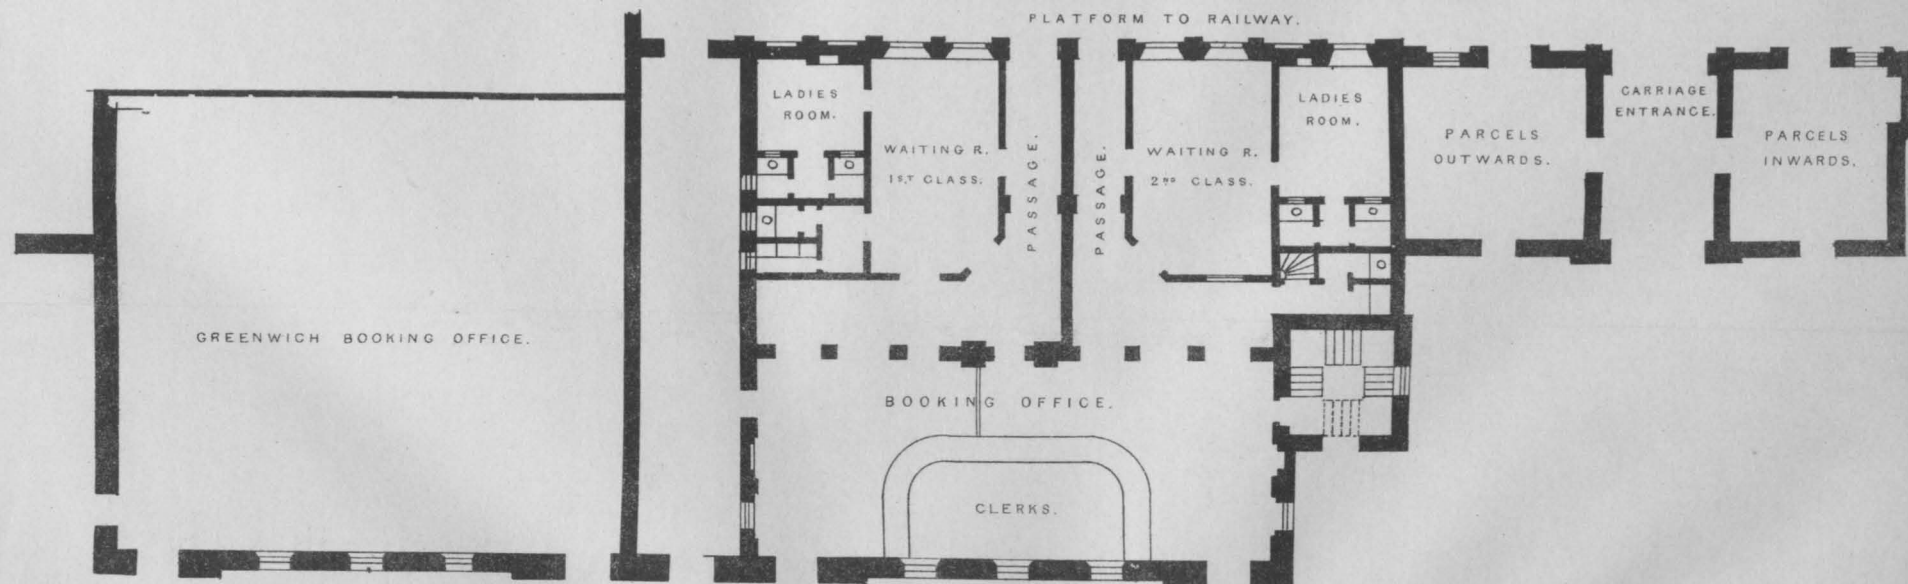 PLATFORM TO RAILWAY.
LADIES
ROOM.
WAITING R.
1ST CLASS.
PASSAGE.
PASSAGE.
WAITING R.
2ND CLASS.
LADIES
ROOM.
PARCELS
OUTWARDS.
CARRIAGE
ENTRANCE.
PARCELS
INWARDS.
GREENWICH BOOKING OFFICE.
BOOKING OFFICE.
CLERKS.